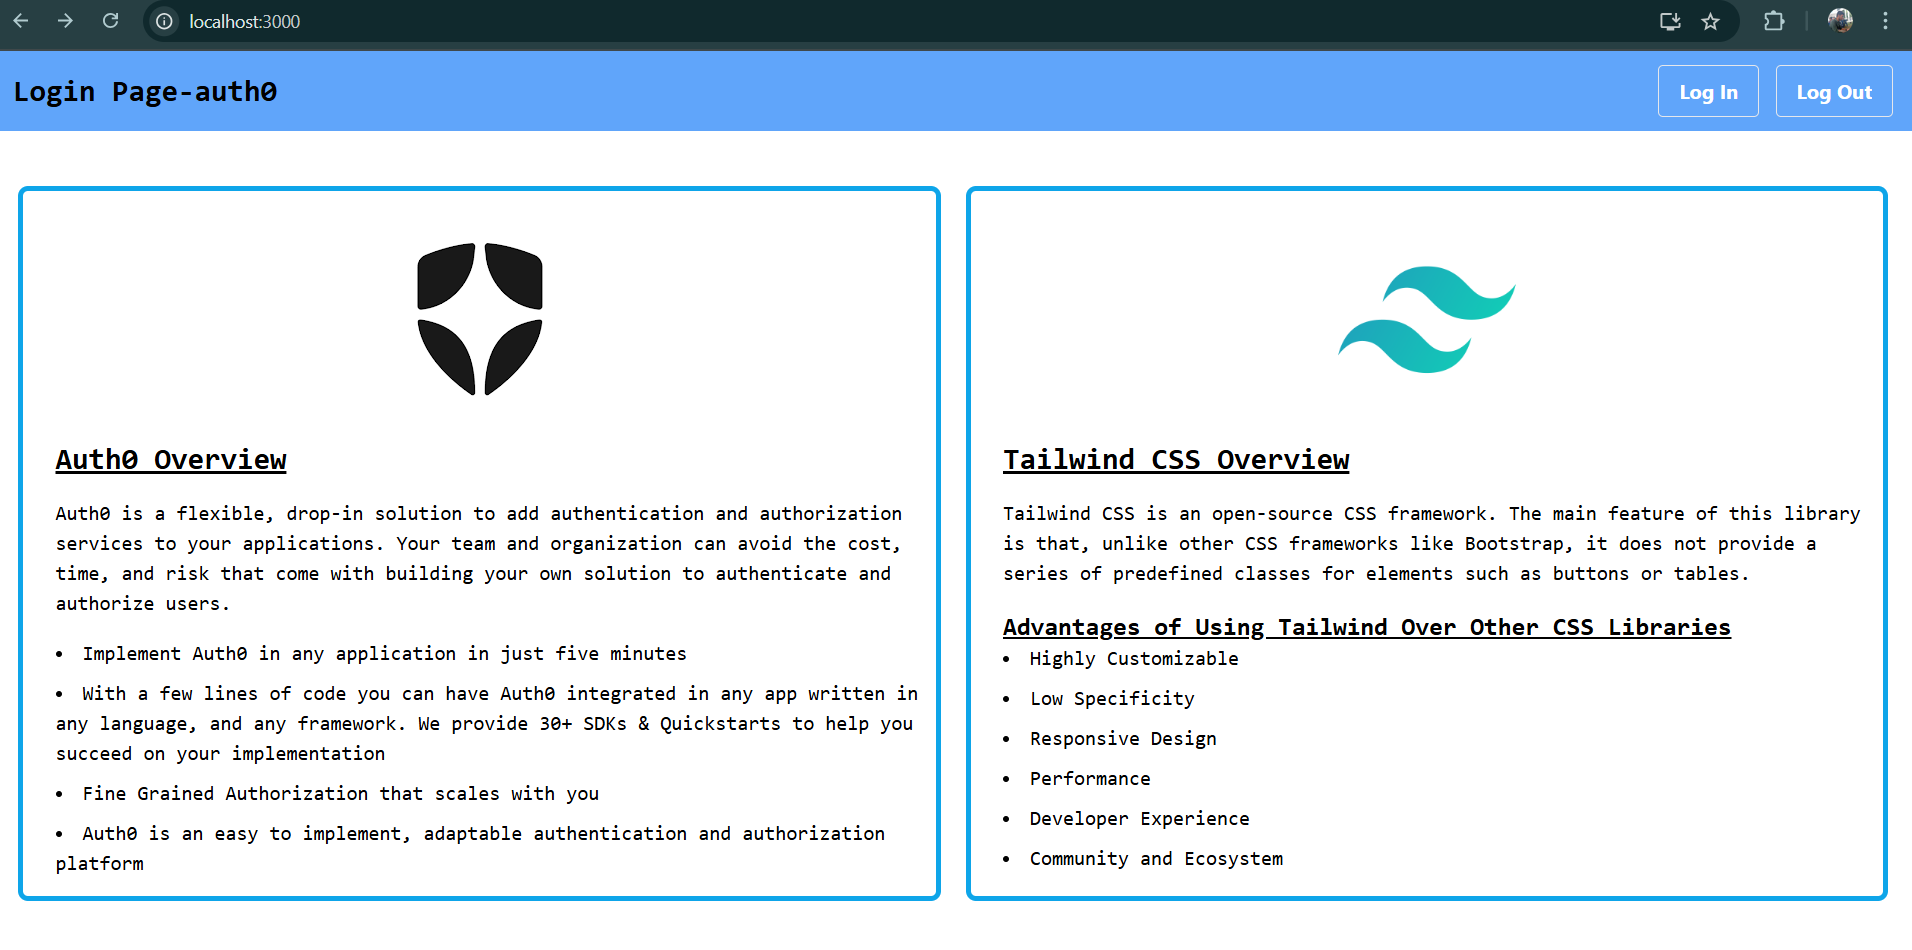 localhost:3000
Login Page-auth0
Log In
Log Out
Auth0 Overview
Auth0 is a flexible, drop-in solution to add authentication and authorization
services to your applications. Your team and organization can avoid the cost,
time, and risk that come with building your own solution to authenticate and
authorize users.
• Implement Auth0 in any application in just five minutes
• With a few lines of code you can have Auth0 integrated in any app written in
any language, and any framework. We provide 30+ SDKs & Quickstarts to help you
succeed on your implementation
• Fine Grained Authorization that scales with you
• Auth0 is an easy to implement, adaptable authentication and authorization
platform
Tailwind CSS Overview
Tailwind CSS is an open-source CSS framework. The main feature of this library
is that, unlike other CSS frameworks like Bootstrap, it does not provide a
series of predefined classes for elements such as buttons or tables.
Advantages of Using Tailwind Over Other CSS Libraries
• Highly Customizable
• Low Specificity
• Responsive Design
• Performance
• Developer Experience
• Community and Ecosystem